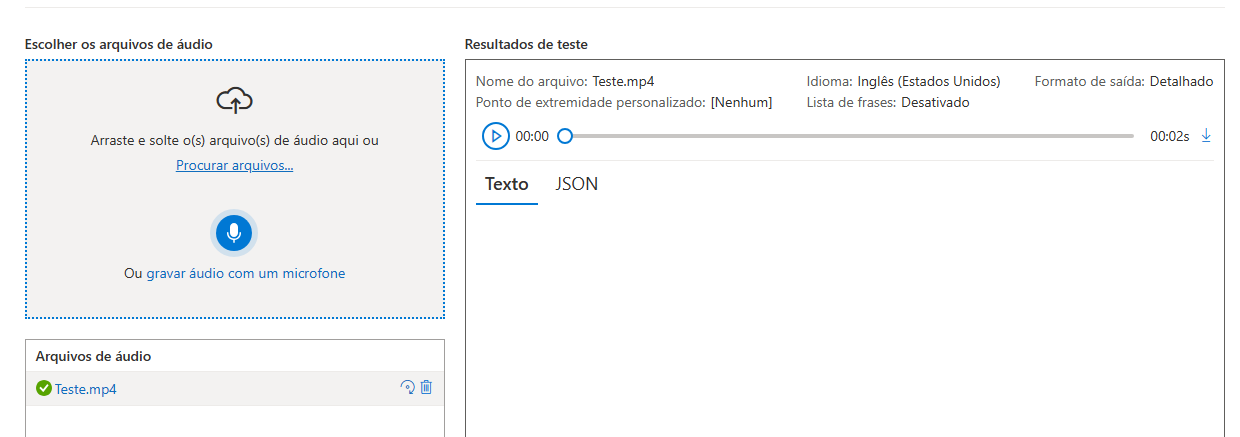 Escolher os arquivos de áudio
Arraste e solte o(s) arquivo(s) de áudio aqui ou
Procurar arquivos...
Ou gravar áudio com um microfone
Arquivos de áudio
Teste.mp4
Resultados de teste
Nome do arquivo: Teste.mp4 Idioma: Inglês (Estados Unidos) Formato de saída: Detalhado
Ponto de extremidade personalizado: [Nenhum] Lista de frases: Desativado
00:00 00:02s
Texto JSON